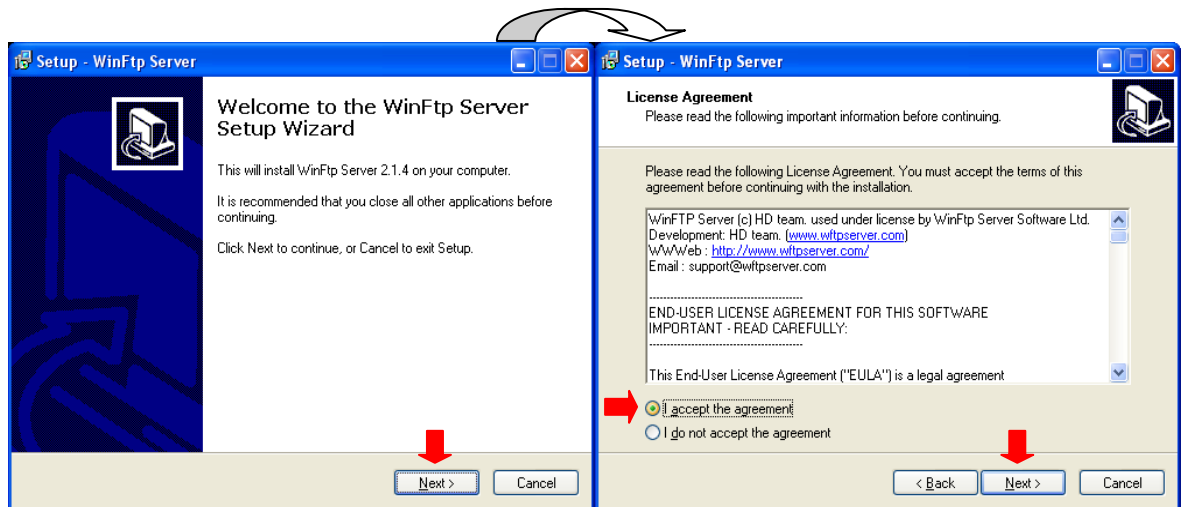 Setup - WinFtp Server
Welcome to the WinFtp Server
Setup Wizard
This will install WinFtp Server 2.1.4 on your computer.
It is recommended that you close all other applications before
continuing.
Click Next to continue, or Cancel to exit Setup.
Next >
Cancel
Setup - WinFtp Server
License Agreement
Please read the following important information before continuing.
Please read the following License Agreement. You must accept the terms of this
agreement before continuing with the installation.
WinFTP Server (c) HD team. used under license by WinFtp Server Software Ltd.
Development: HD team. (www.wftpserver.com)
WWWeb : http://www.wftpserver.com/
Email : support@wftpserver.com
--------------------------------------------
END-USER LICENSE AGREEMENT FOR THIS SOFTWARE
IMPORTANT - READ CAREFULLY:
--------------------------------------------
This End-User License Agreement ("EULA") is a legal agreement
I accept the agreement
I do not accept the agreement
< Back
Next >
Cancel